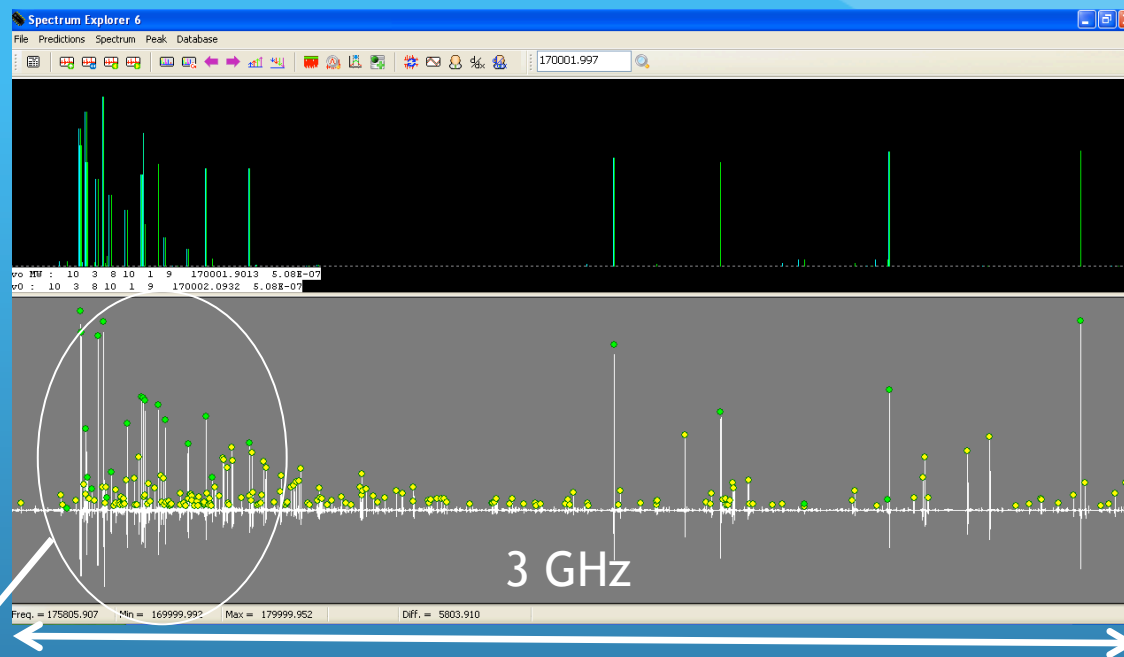 Spectrum Explorer 6
File Predictions Spectrum Peak Database
170001.997
vo MW : 10 3 8 10 1 9 170001.9013 5.08E-07
v0 : 10 3 8 10 1 9 170002.0932 5.08E-07
3 GHz
Freq. = 175805.907 Min = 169999.992 Max = 179999.952 Diff. = 5803.910